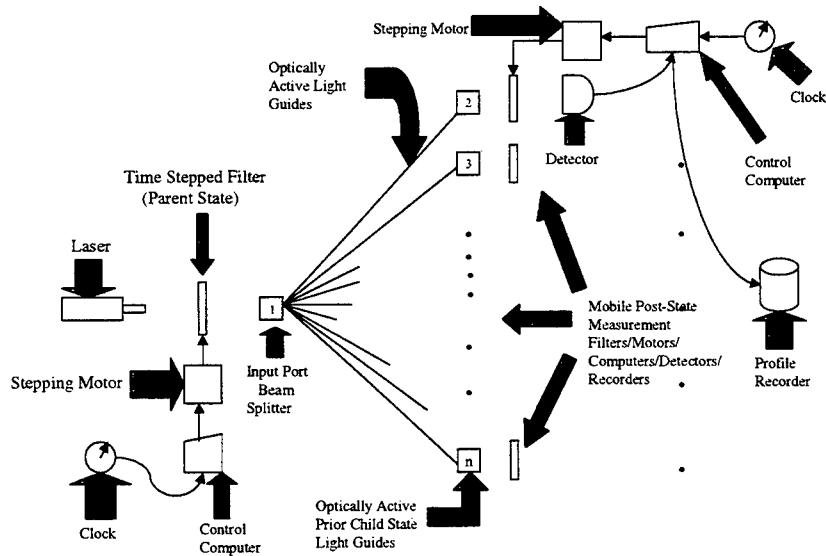 Stepping Motor
Optically
Active Light
Guides
Clock
2
Detector
Control
Computer
3
Time Stepped Filter
(Parent State)
Laser
1
Mobile Post-State
Measurement
Filters/Motors/
Computers/Detectors/
Recorders
Profile
Recorder
Input Port
Beam
Splitter
Stepping Motor
n
Optically Active
Prior Child State
Light Guides
Clock
Control
Computer